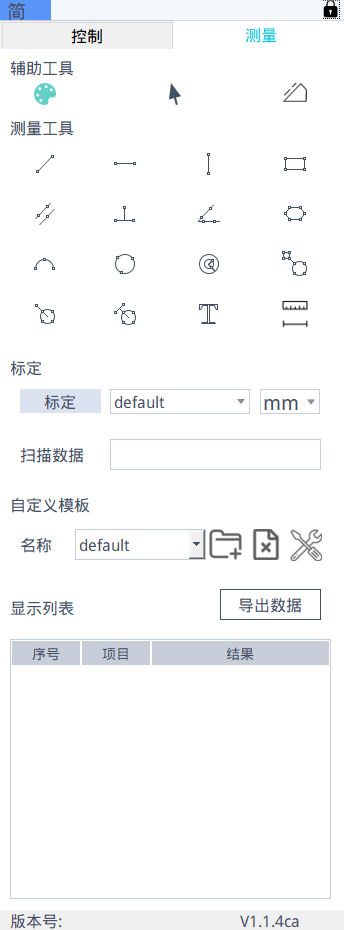 简
控制 测量
辅助工具
测量工具
标定
标定 default mm
扫描数据
自定义模板
名称 default
显示列表 导出数据
序号 项目 结果
版本号: V1.1.4ca